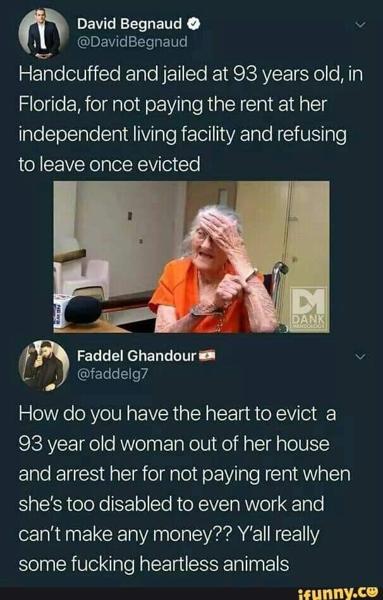 David Begnaud
@DavidBegnaud
Handcuffed and jailed at 93 years old, in
Florida, for not paying the rent at her
independent living facility and refusing
to leave once evicted
DANK
Faddel Ghandour
@faddelg7
How do you have the heart to evict a
93 year old woman out of her house
and arrest her for not paying rent when
she's too disabled to even work and
can't make any money?? Y'all really
some fucking heartless animals
ifunny.ce